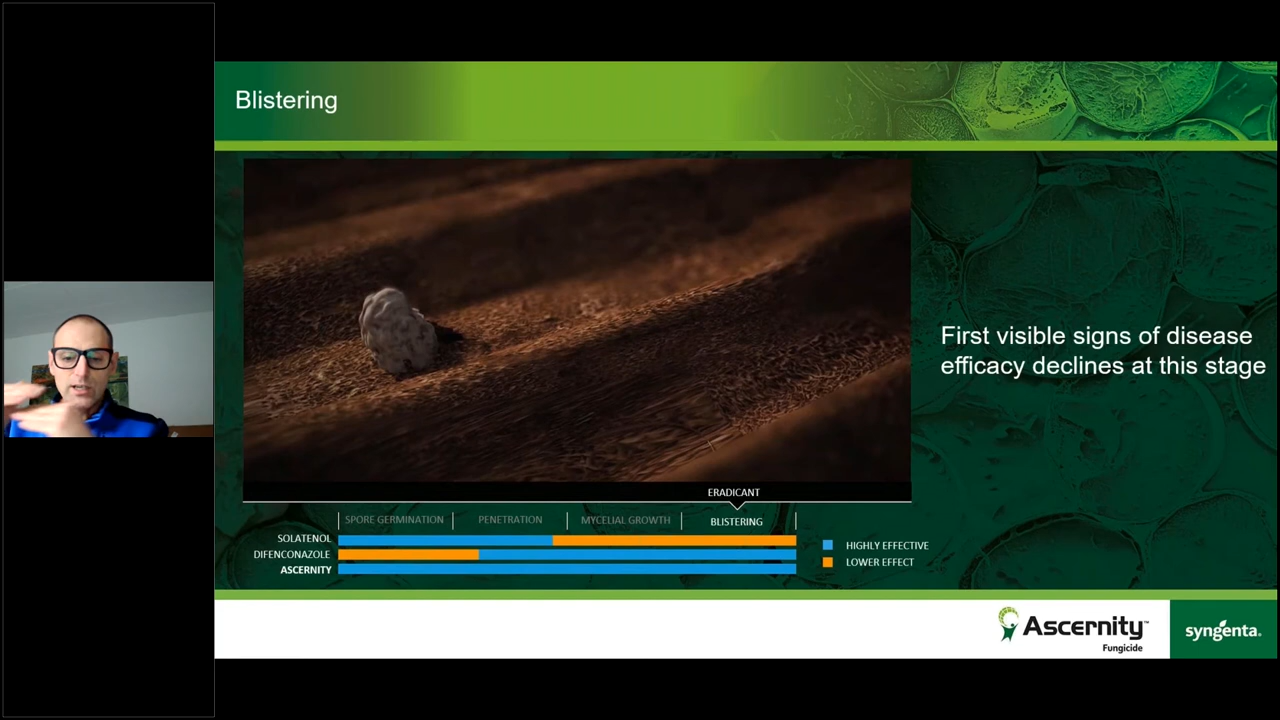 Blistering
First visible signs of disease
efficacy declines at this stage
ERADICANT
SPORE GERMINATION
PENETRATION
MYCELIAL GROWTH
BLISTERING
SOLATENOL
DIFENCONAZOLE
ASCERNITY
HIGHLY EFFECTIVE
LOWER EFFECT
Ascernity™
Fungicide
syngenta®